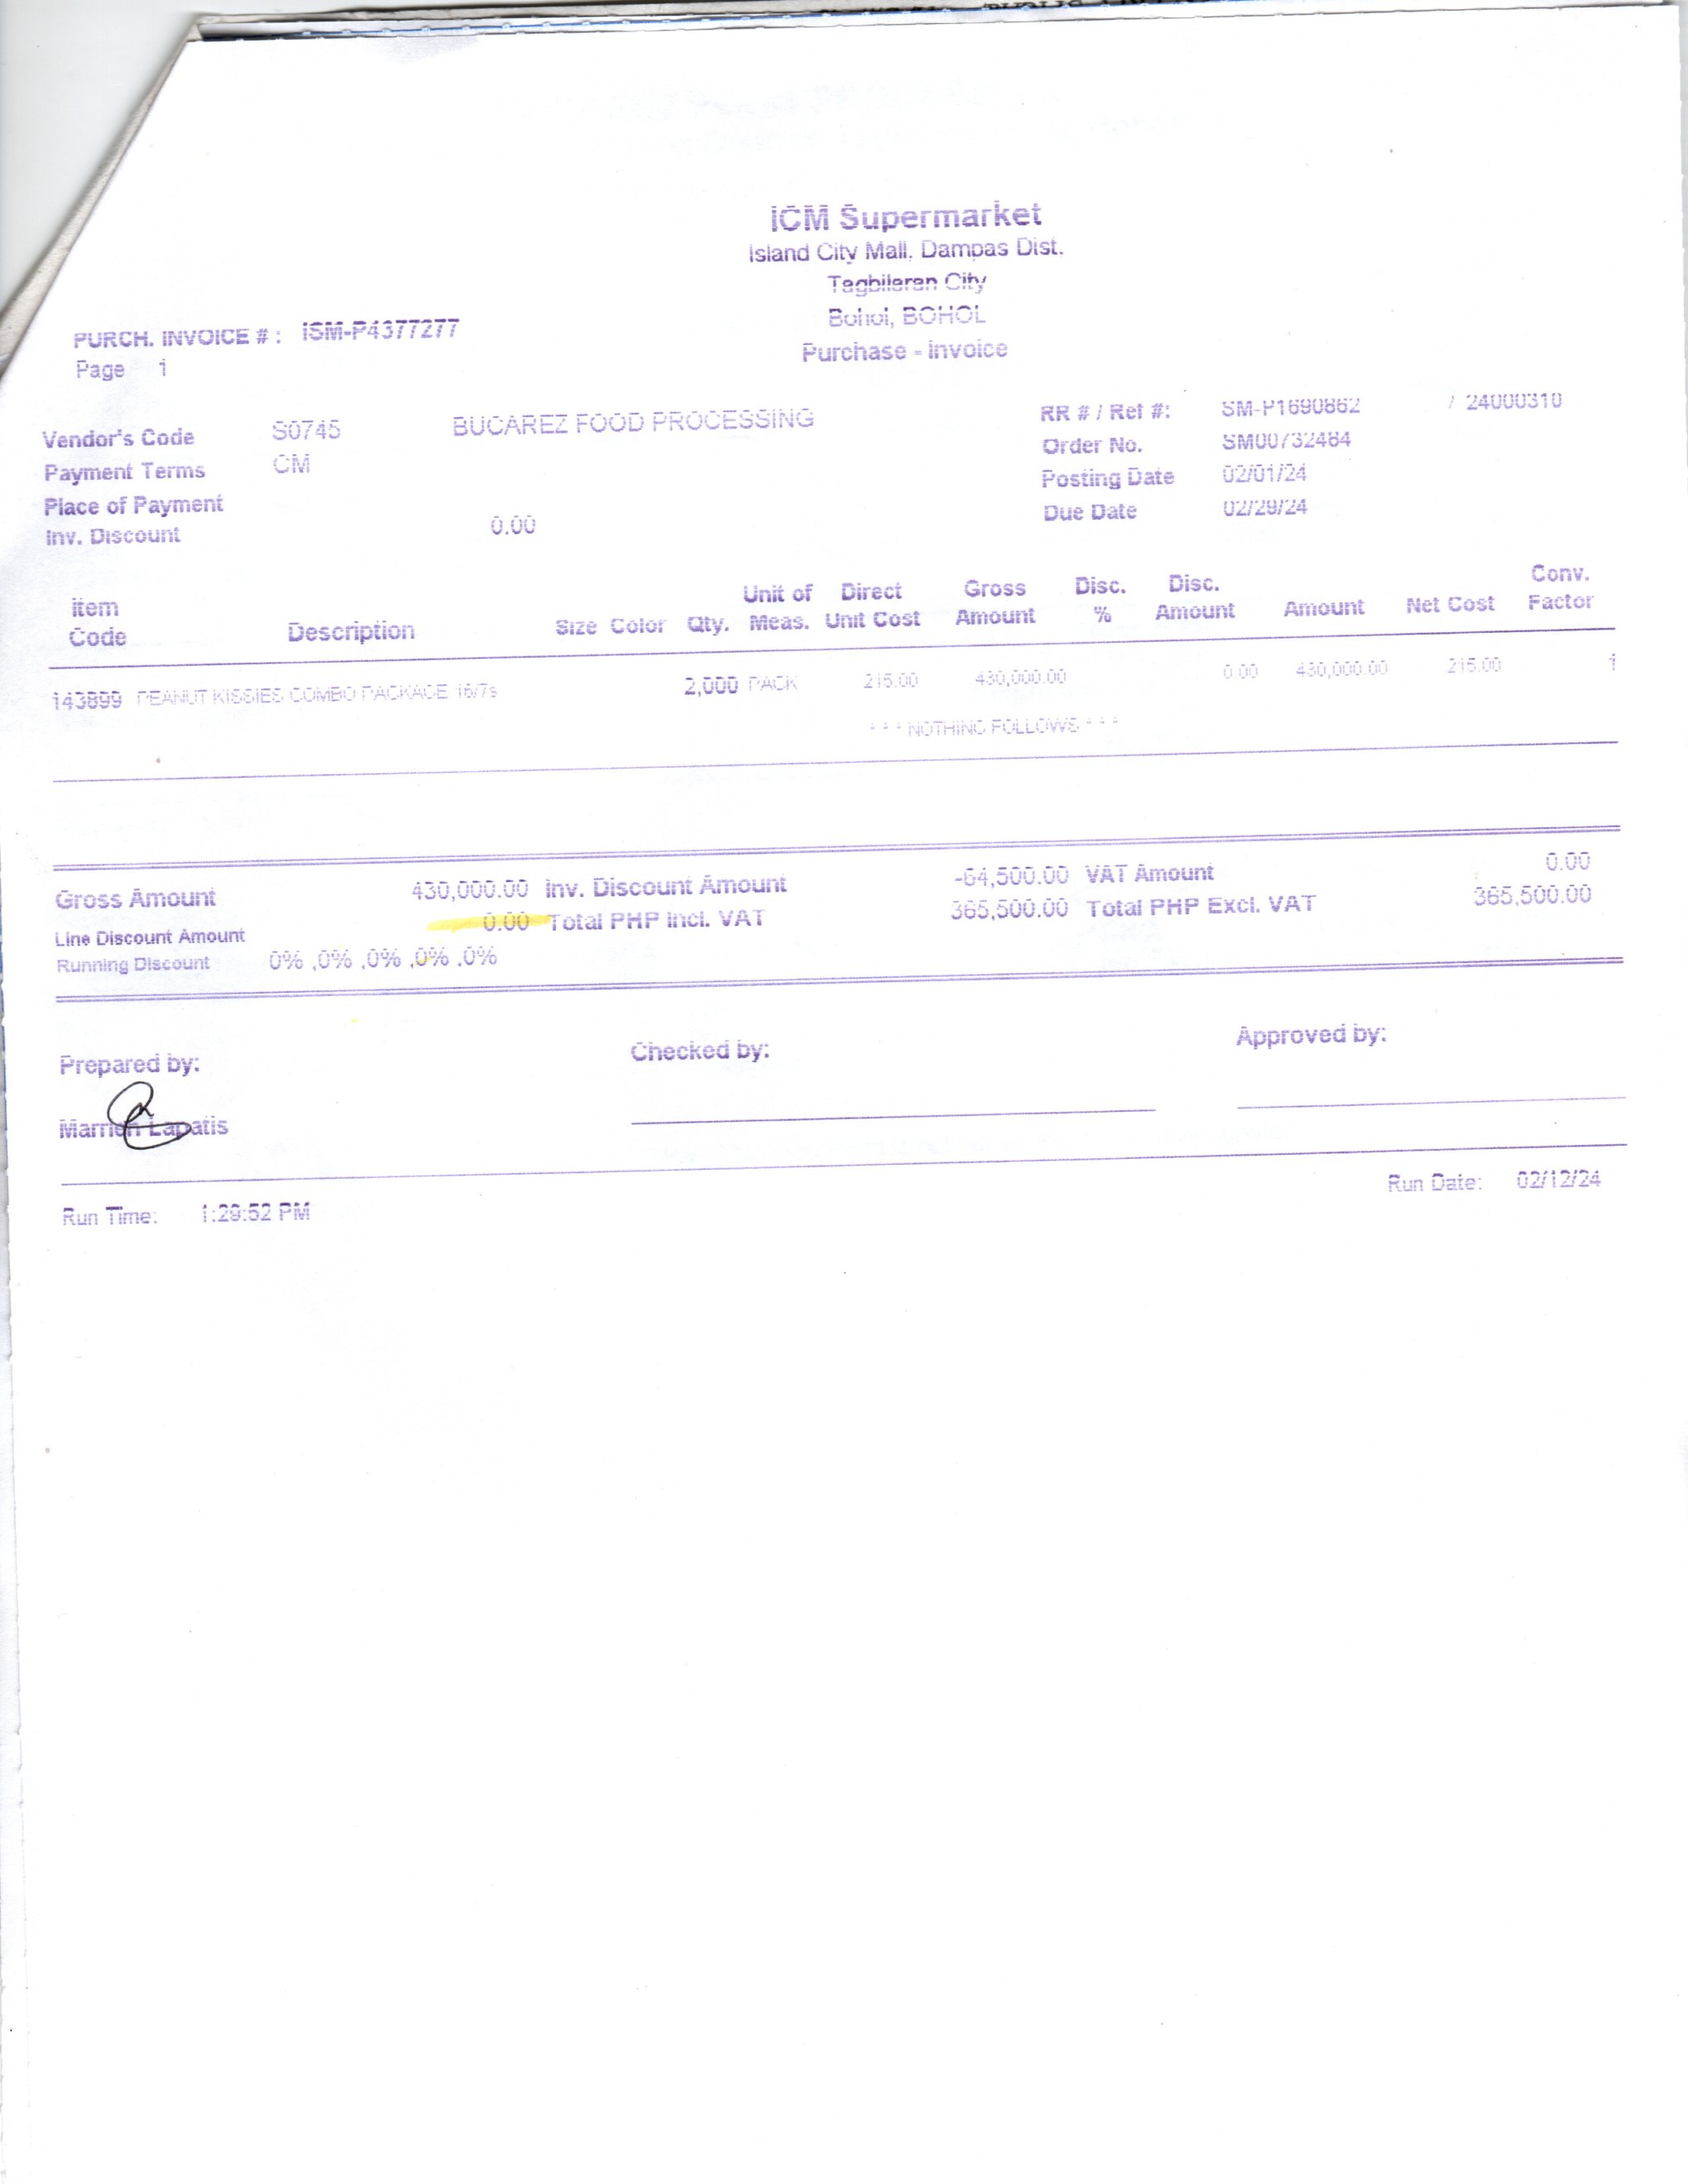 ICM Supermarket
Island City Mall, Dampas Dist.
Tagbilaran City
Bohol, BOHOL
Purchase - Invoice
PURCH. INVOICE # : ISM-P4377277
Page 1
Vendor's Code S0745 BUCAREZ FOOD PROCESSING
Payment Terms CM
Place of Payment
Inv. Discount 0.00
RR # / Ref #: SM-P1690862 / 24000310
Order No. SM00732484
Posting Date 02/01/24
Due Date 02/29/24
Item Code Description Size Color Qty. Unit of Meas. Direct Unit Cost Gross Amount Disc. % Disc. Amount Amount Net Cost Conv. Factor
143899 PEANUT KISSIES COMBO PACKAGE 16/7s 2,000 PACK 215.00 430,000.00 0.00 430,000.00 215.00 1
* * * NOTHING FOLLOWS * * *
Gross Amount 430,000.00 Inv. Discount Amount -64,500.00 VAT Amount 0.00
Line Discount Amount 0.00 Total PHP Incl. VAT 365,500.00 Total PHP Excl. VAT 365,500.00
Running Discount 0% ,0% ,0% ,0% ,0%
Prepared by: Checked by: Approved by:
Lapatis
Run Time: 1:29:52 PM Run Date: 02/12/24